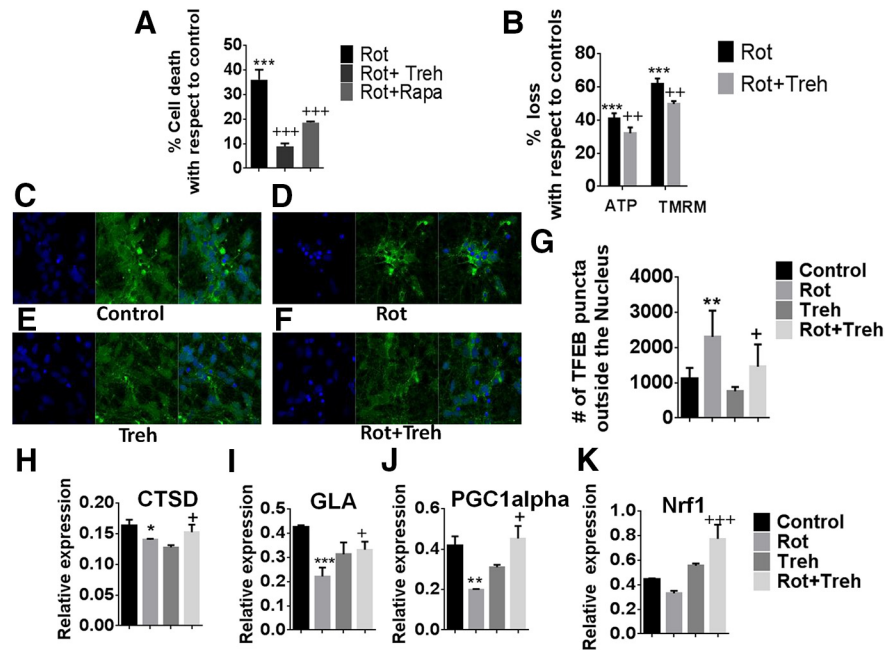 A
% Cell death
with respect to control
50
40
30
20
10
0
***
+++
+++
Rot
Rot+ Treh
Rot+Rapa
B
% loss
with respect to controls
80
60
40
20
0
***
++
***
++
ATP
TMRM
Rot
Rot+Treh
C
Control
D
Rot
E
Treh
F
Rot+Treh
G
# of TFEB puncta
outside the Nucleus
4000
3000
2000
1000
0
**
+
Control
Rot
Treh
Rot+Treh
H
CTSD
Relative expression
0.20
0.15
0.10
0.05
0.00
*
+
I
GLA
Relative expression
0.5
0.4
0.3
0.2
0.1
0.0
***
+
J
PGC1alpha
Relative expression
0.6
0.4
0.2
0.0
**
+
K
Nrf1
Relative expression
1.0
0.8
0.6
0.4
0.2
0.0
+++
Control
Rot
Treh
Rot+Treh